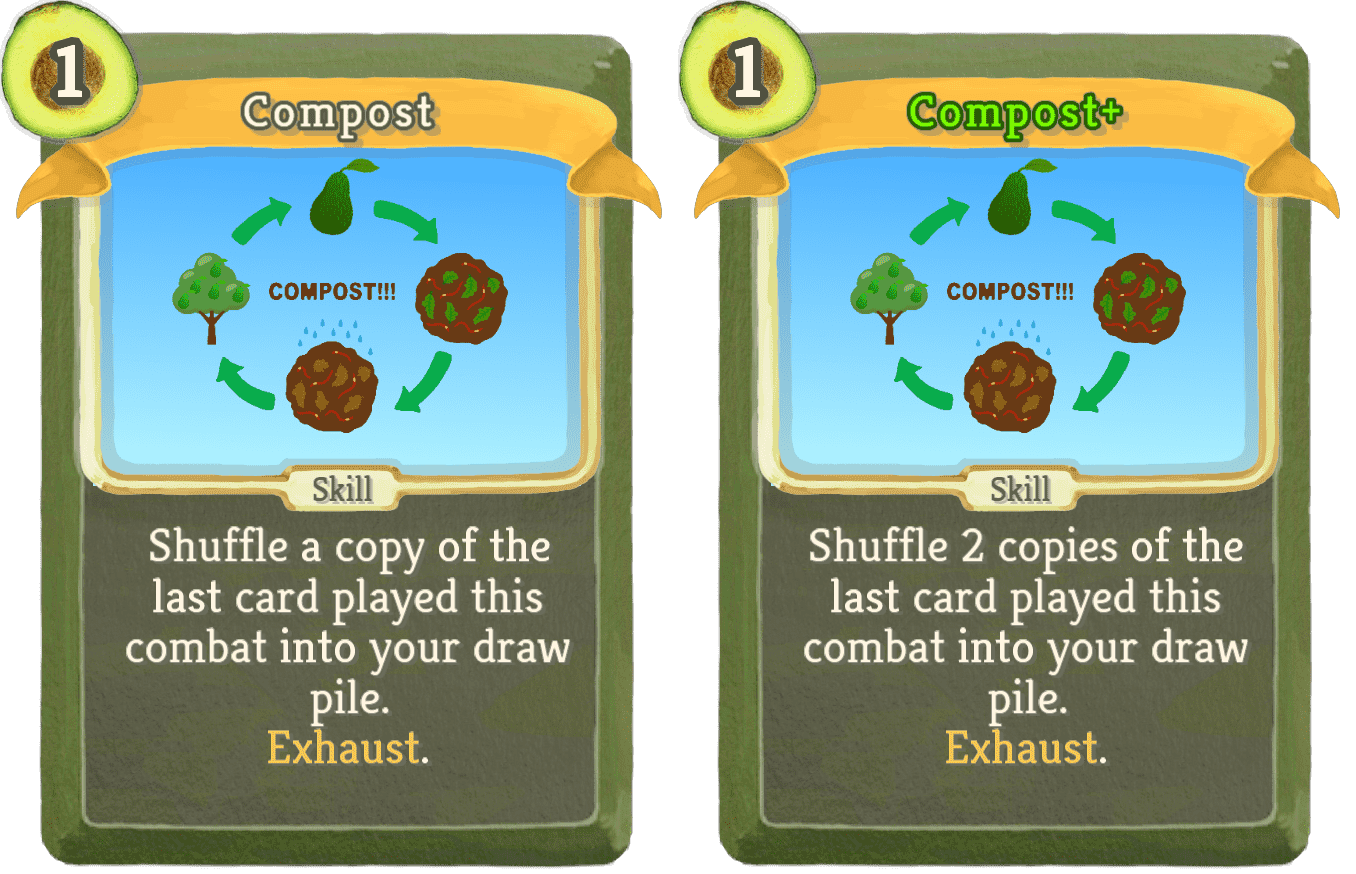 1
Compost
COMPOST!!!
Skill
Shuffle a copy of the
last card played this
combat into your draw
pile.
Exhaust.
1
Compost+
COMPOST!!!
Skill
Shuffle 2 copies of the
last card played this
combat into your draw
pile.
Exhaust.